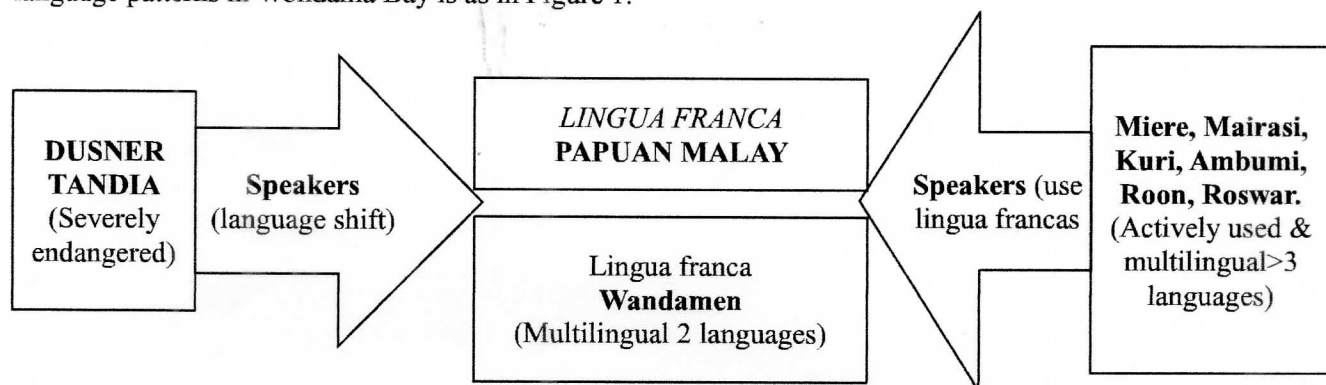 language patterns in Wondama Bay is as in Figure 1.
DUSNER
TANDIA
(Severely
endangered)
Speakers
(language shift)
LINGUA FRANCA
PAPUAN MALAY
Lingua franca
Wandamen
(Multilingual 2 languages)
Speakers (use
lingua francas
Miere, Mairasi,
Kuri, Ambumi,
Roon, Roswar.
(Actively used &
multilingual>3
languages)